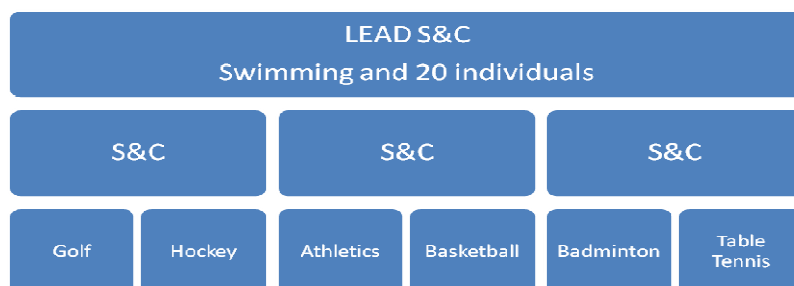 LEAD S&C
Swimming and 20 individuals
S&C
S&C
S&C
Golf
Hockey
Athletics
Basketball
Badminton
Table
Tennis